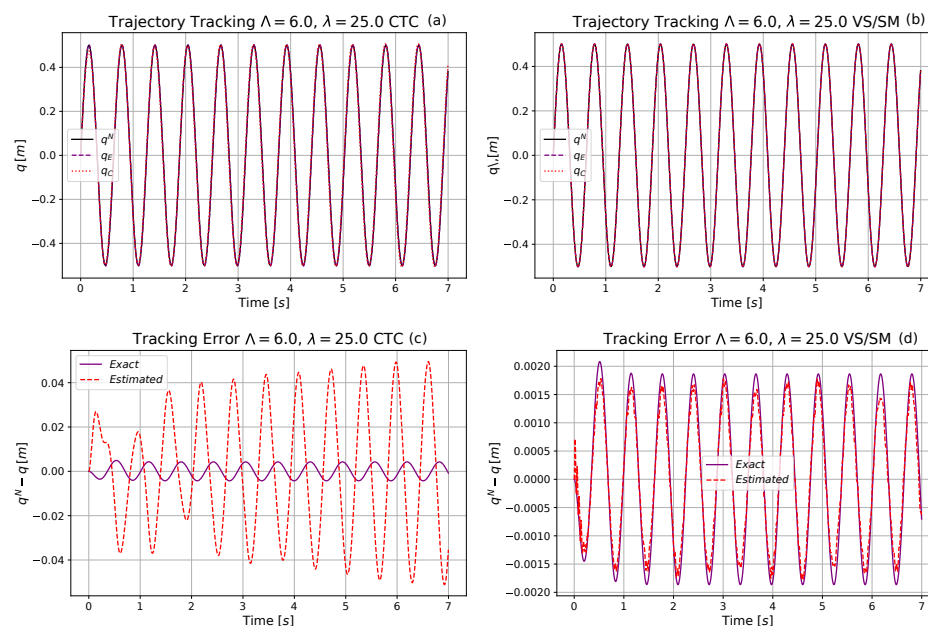 Trajectory Tracking Λ = 6.0, λ = 25.0 CTC (a)
q [m]
0.4
0.2
0.0
−0.2
−0.4
q^N
q_E
q_C
0 1 2 3 4 5 6 7
Time [s]
Trajectory Tracking Λ = 6.0, λ = 25.0 VS/SM (b)
q\,[m]
0.4
0.2
0.0
−0.2
−0.4
q^N
q_E
q_C
0 1 2 3 4 5 6 7
Time [s]
Tracking Error Λ = 6.0, λ = 25.0 CTC (c)
q^N − q [m]
0.04
0.02
0.00
−0.02
−0.04
Exact
Estimated
0 1 2 3 4 5 6 7
Time [s]
Tracking Error Λ = 6.0, λ = 25.0 VS/SM (d)
q^N − q [m]
0.0020
0.0015
0.0010
0.0005
0.0000
−0.0005
−0.0010
−0.0015
−0.0020
Exact
Estimated
0 1 2 3 4 5 6 7
Time [s]